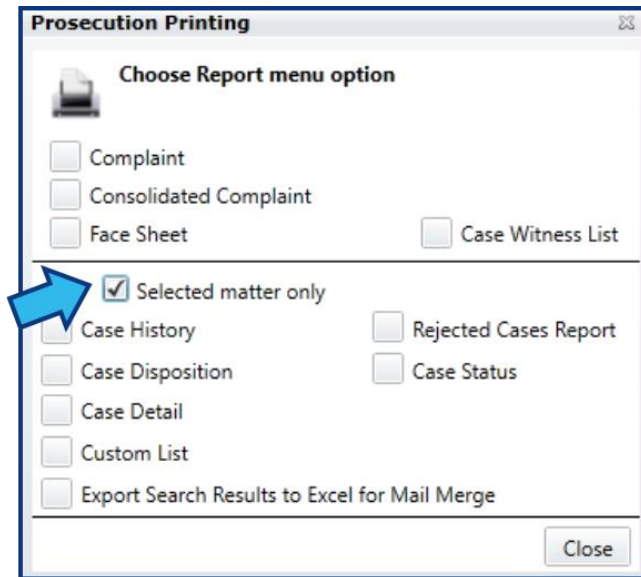 Prosecution Printing
Choose Report menu option
Complaint
Consolidated Complaint
Face Sheet Case Witness List
Selected matter only
Case History Rejected Cases Report
Case Disposition Case Status
Case Detail
Custom List
Export Search Results to Excel for Mail Merge
Close